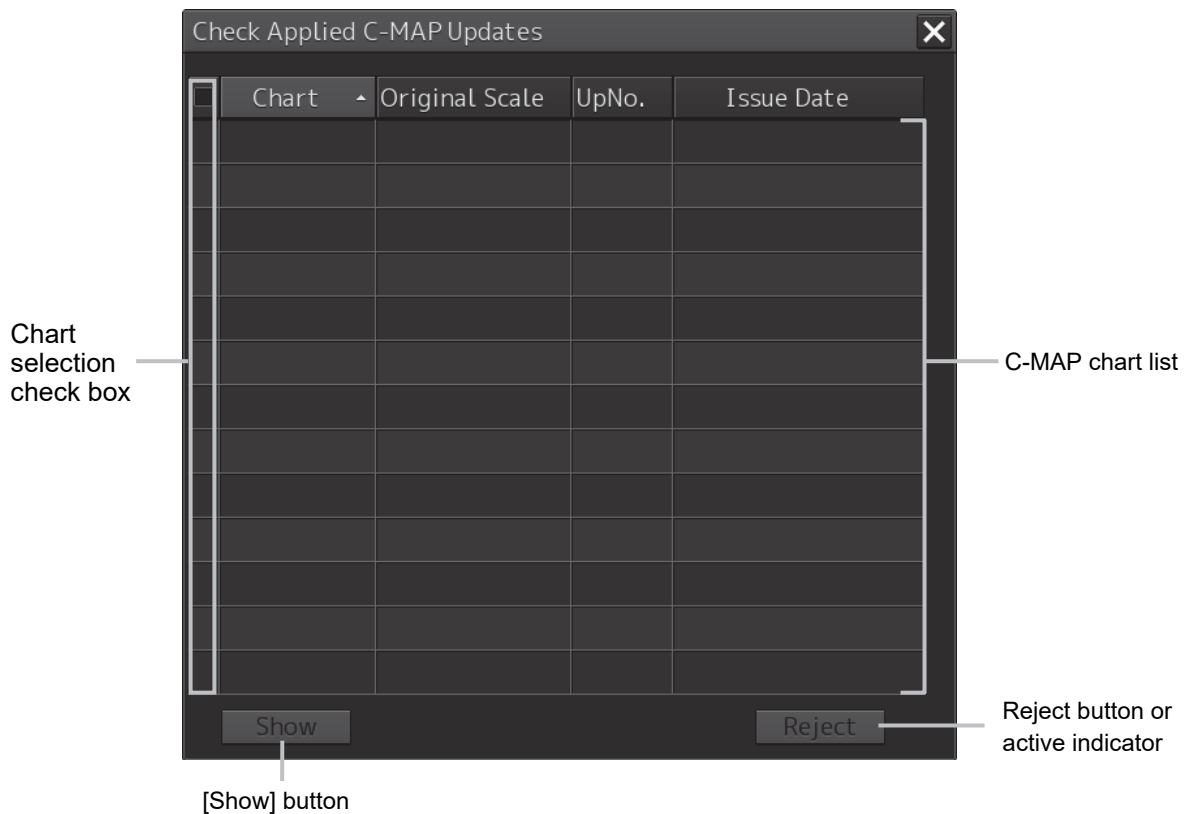 Check Applied C-MAP Updates
Chart Original Scale UpNo. Issue Date
Chart
selection
check box
C-MAP chart list
Show
Reject
Reject button or
active indicator
[Show] button